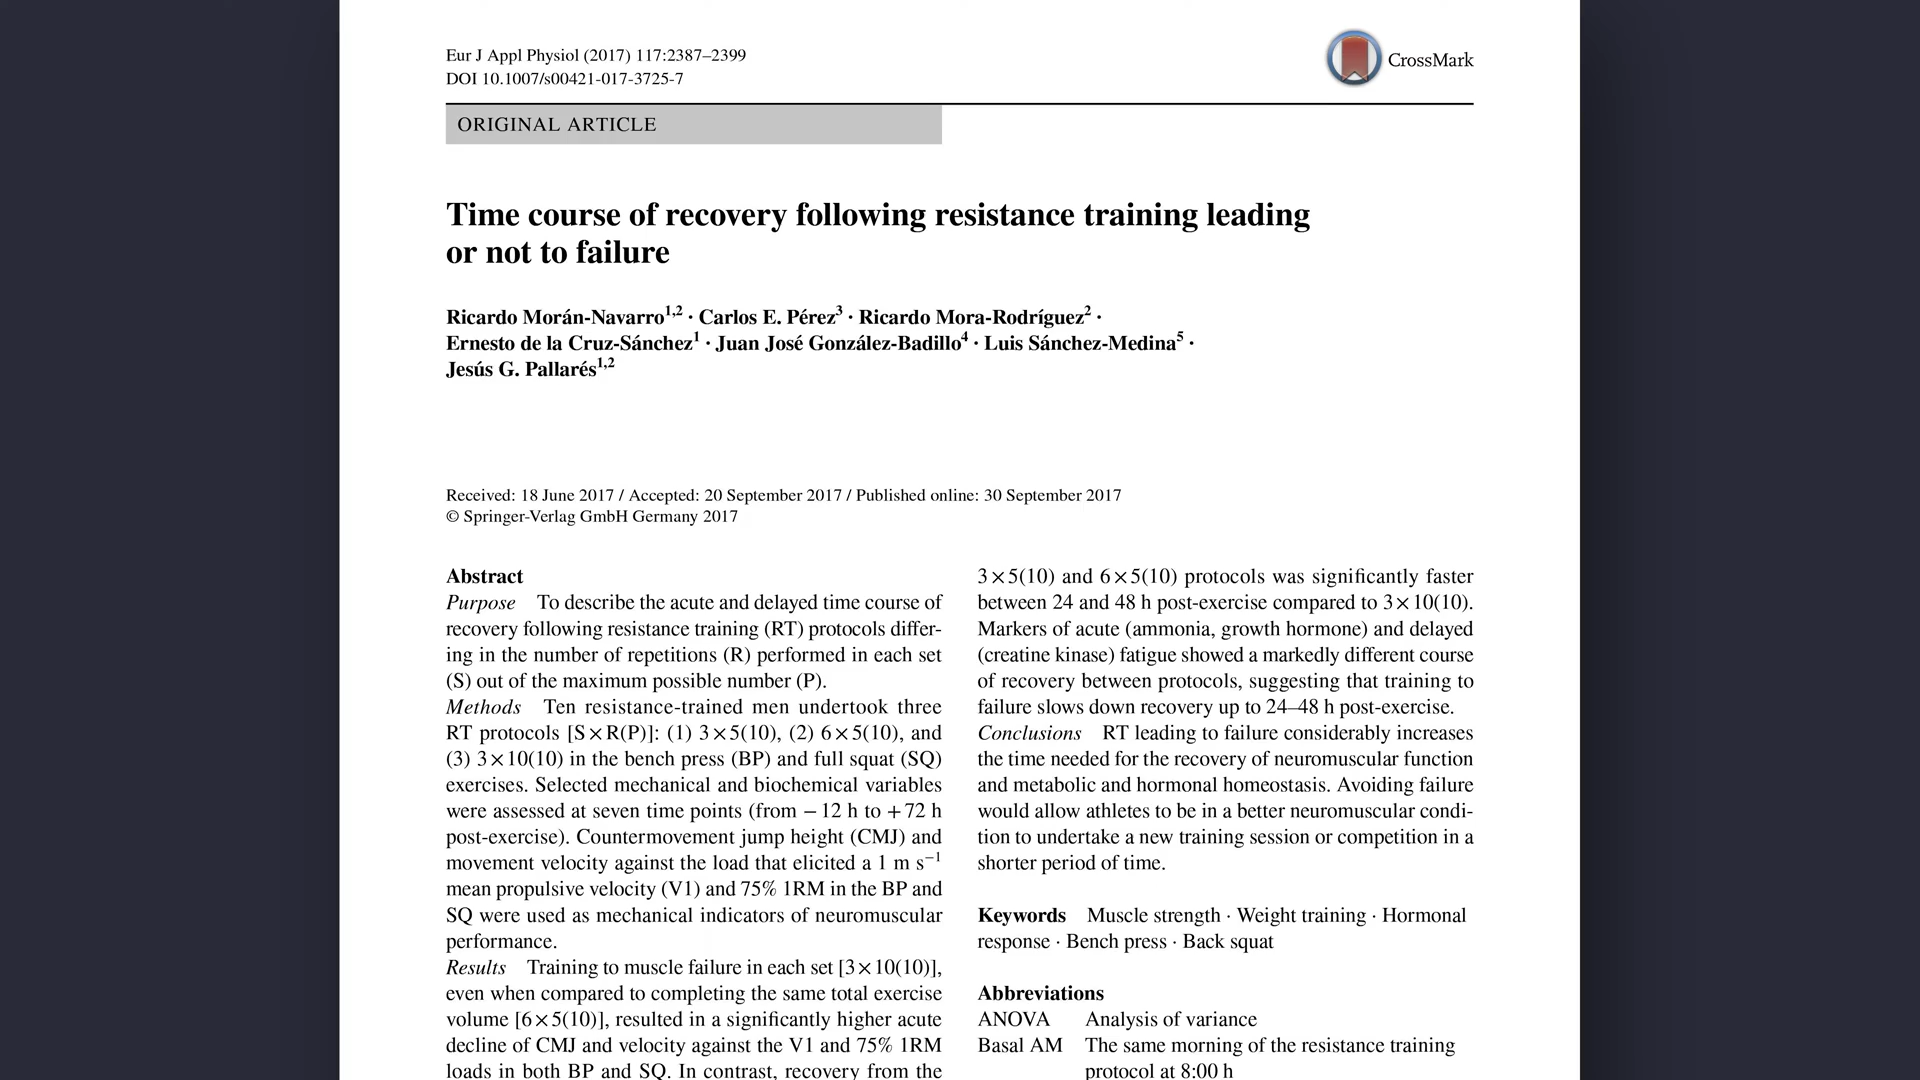 Eur J Appl Physiol (2017) 117:2387–2399
DOI 10.1007/s00421-017-3725-7
CrossMark
ORIGINAL ARTICLE
Time course of recovery following resistance training leading
or not to failure
Ricardo Morán-Navarro1,2 · Carlos E. Pérez3 · Ricardo Mora-Rodríguez2 ·
Ernesto de la Cruz-Sánchez1 · Juan José González-Badillo4 · Luis Sánchez-Medina5 ·
Jesús G. Pallarés1,2
Received: 18 June 2017 / Accepted: 20 September 2017 / Published online: 30 September 2017
© Springer-Verlag GmbH Germany 2017
Abstract
Purpose To describe the acute and delayed time course of
recovery following resistance training (RT) protocols differ-
ing in the number of repetitions (R) performed in each set
(S) out of the maximum possible number (P).
Methods Ten resistance-trained men undertook three
RT protocols [S × R(P)]: (1) 3 × 5(10), (2) 6 × 5(10), and
(3) 3 × 10(10) in the bench press (BP) and full squat (SQ)
exercises. Selected mechanical and biochemical variables
were assessed at seven time points (from − 12 h to + 72 h
post-exercise). Countermovement jump height (CMJ) and
movement velocity against the load that elicited a 1 m s−1
mean propulsive velocity (V1) and 75% 1RM in the BP and
SQ were used as mechanical indicators of neuromuscular
performance.
Results Training to muscle failure in each set [3 × 10(10)],
even when compared to completing the same total exercise
volume [6 × 5(10)], resulted in a significantly higher acute
decline of CMJ and velocity against the V1 and 75% 1RM
loads in both BP and SQ. In contrast, recovery from the
3 × 5(10) and 6 × 5(10) protocols was significantly faster
between 24 and 48 h post-exercise compared to 3 × 10(10).
Markers of acute (ammonia, growth hormone) and delayed
(creatine kinase) fatigue showed a markedly different course
of recovery between protocols, suggesting that training to
failure slows down recovery up to 24–48 h post-exercise.
Conclusions RT leading to failure considerably increases
the time needed for the recovery of neuromuscular function
and metabolic and hormonal homeostasis. Avoiding failure
would allow athletes to be in a better neuromuscular condi-
tion to undertake a new training session or competition in a
shorter period of time.
Keywords Muscle strength · Weight training · Hormonal
response · Bench press · Back squat
Abbreviations
ANOVA Analysis of variance
Basal AM The same morning of the resistance training
protocol at 8:00 h